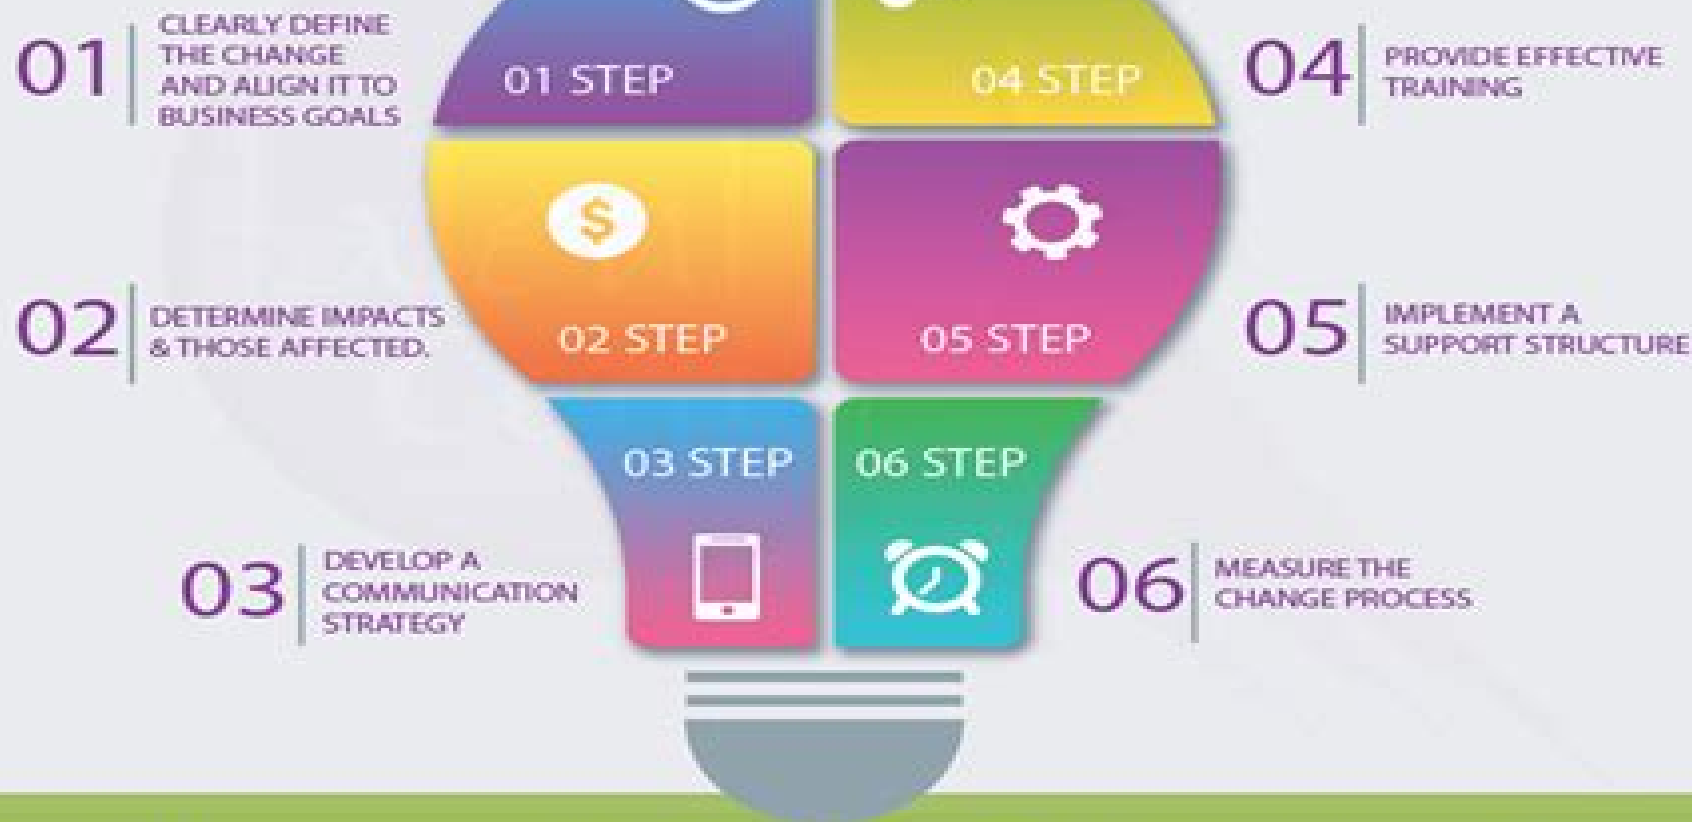 01
CLEARLY DEFINE
THE CHANGE
AND ALIGN IT TO
BUSINESS GOALS
01 STEP
04 STEP
04
PROVIDE EFFECTIVE
TRAINING
02
DETERMINE IMPACTS
& THOSE AFFECTED.
$
02 STEP
05 STEP
05
IMPLEMENT A
SUPPORT STRUCTURE
03 STEP
06 STEP
03
DEVELOP A
COMMUNICATION
STRATEGY
06
MEASURE THE
CHANGE PROCESS